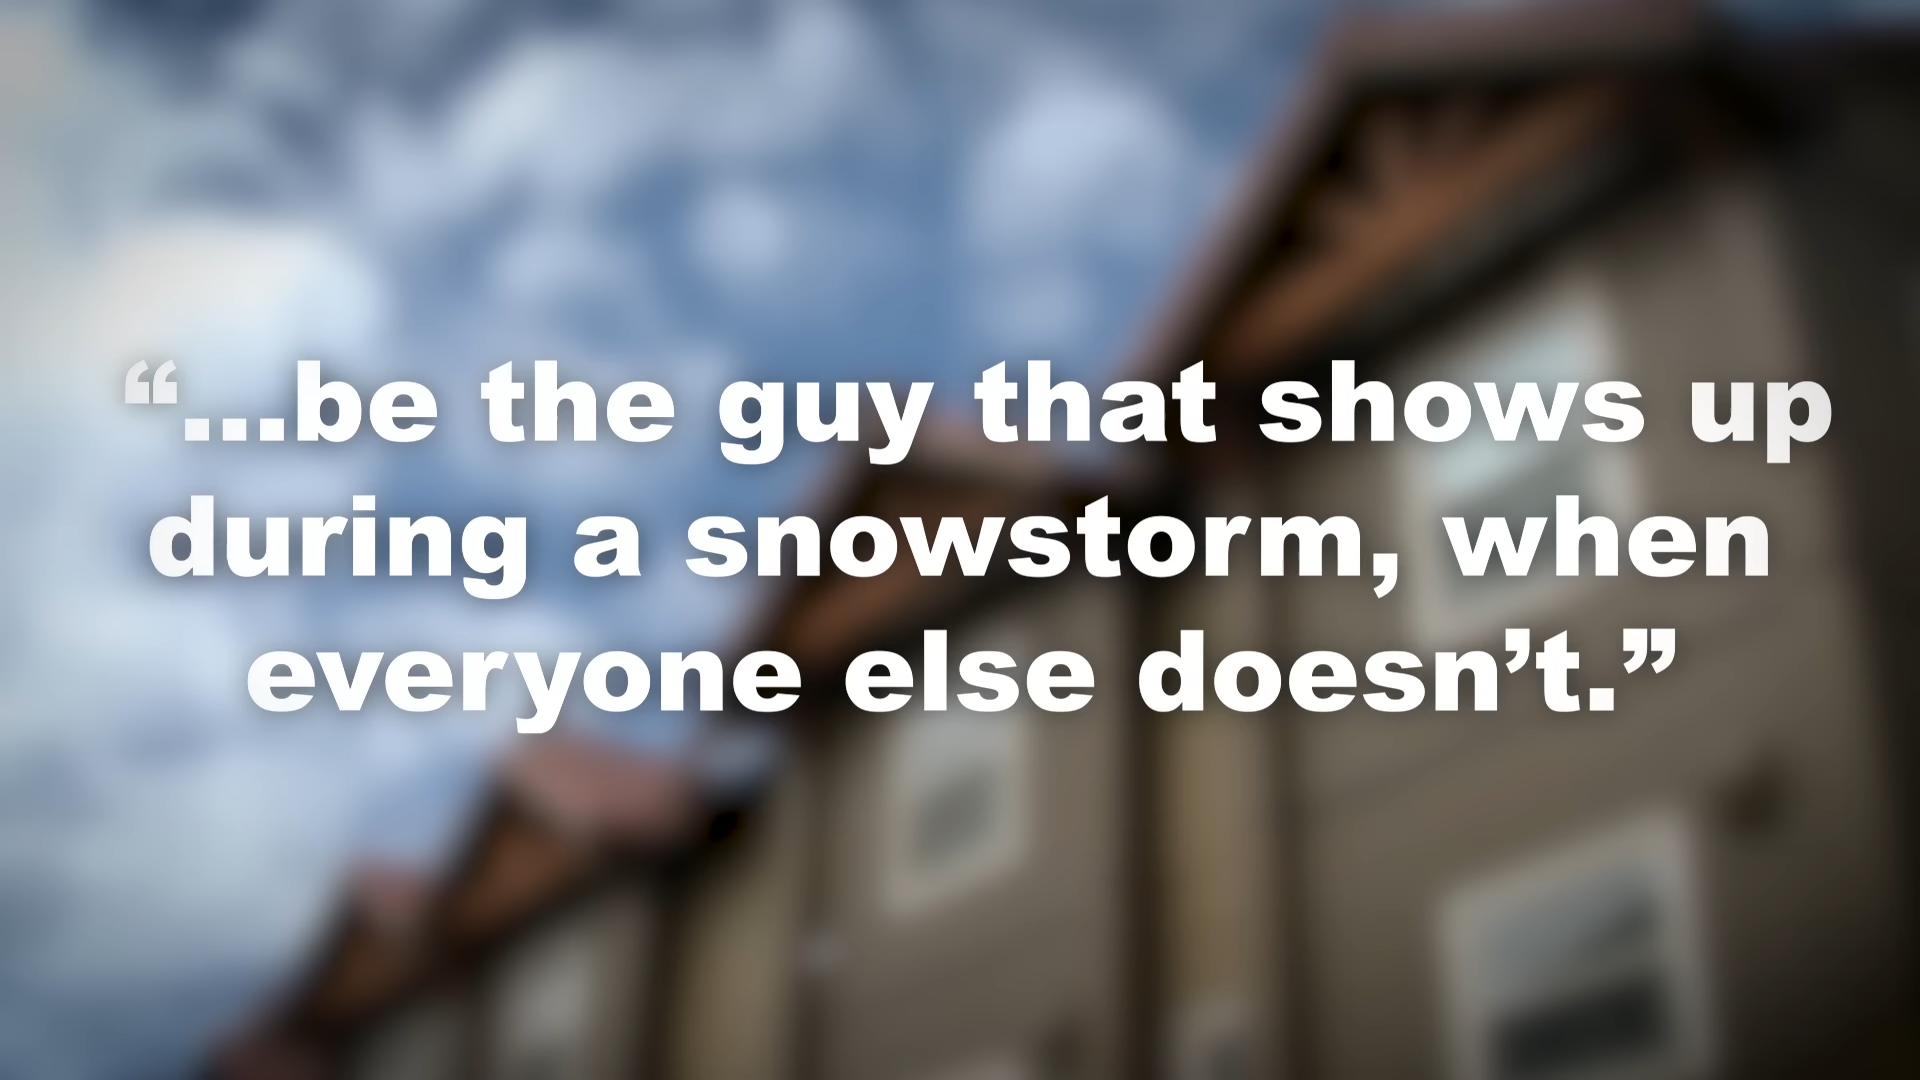 “...be the guy that shows up
during a snowstorm, when
everyone else doesn’t.”